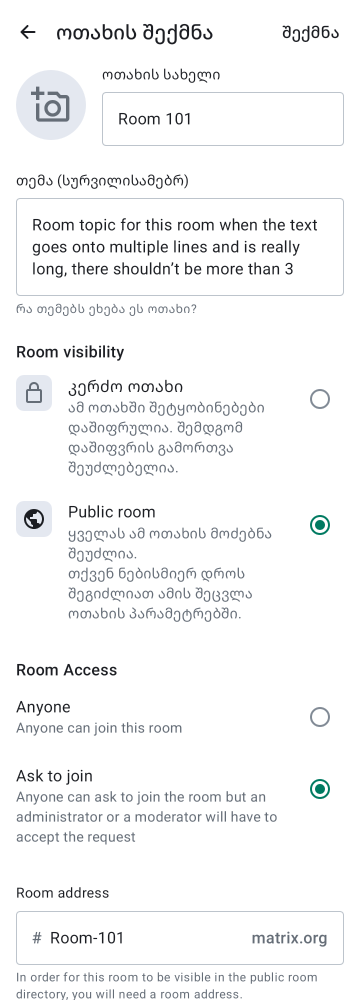 ოთახის შექმნა
შექმნა
ოთახის სახელი
Room 101
თემა (სურვილისამებრ)
Room topic for this room when the text
goes onto multiple lines and is really
long, there shouldn’t be more than 3
რა თემებს ეხება ეს ოთახი?
Room visibility
კერძო ოთახი
ამ ოთახში შეტყობინებები
დაშიფრულია. შემდგომ
დაშიფვრის გამორთვა
შეუძლებელია.
Public room
ყველას ამ ოთახის მოძებნა
შეუძლია.
თქვენ ნებისმიერ დროს
შეგიძლიათ ამის შეცვლა
ოთახის პარამეტრებში.
Room Access
Anyone
Anyone can join this room
Ask to join
Anyone can ask to join the room but an
administrator or a moderator will have to
accept the request
Room address
# Room-101 matrix.org
In order for this room to be visible in the public room
directory, you will need a room address.